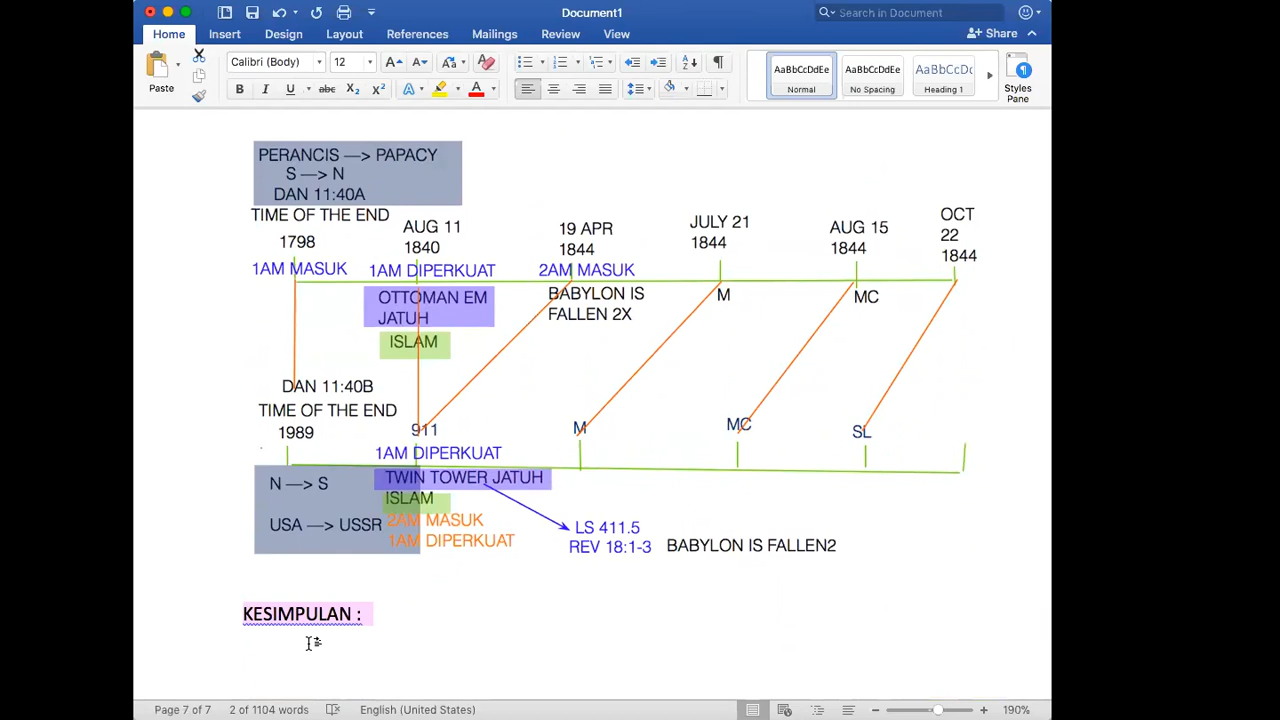 Document1
Search in Document
Home Insert Design Layout References Mailings Review View
Share
Paste
Calibri (Body) 12
AaBbCcDdEe AaBbCcDdEe AaBbCcDc
Normal No Spacing Heading 1
Styles Pane
PERANCIS —> PAPACY
S —> N
DAN 11:40A
TIME OF THE END
1798
1AM MASUK
AUG 11
1840
1AM DIPERKUAT
OTTOMAN EM
JATUH
ISLAM
19 APR
1844
2AM MASUK
BABYLON IS
FALLEN 2X
JULY 21
1844
M
AUG 15
1844
MC
OCT
22
1844
DAN 11:40B
TIME OF THE END
1989
N —> S
USA —> USSR
911
1AM DIPERKUAT
TWIN TOWER JATUH
ISLAM
2AM MASUK
1AM DIPERKUAT
M
MC
SL
LS 411.5
REV 18:1-3 BABYLON IS FALLEN2
KESIMPULAN :
Page 7 of 7 2 of 1104 words English (United States) 190%